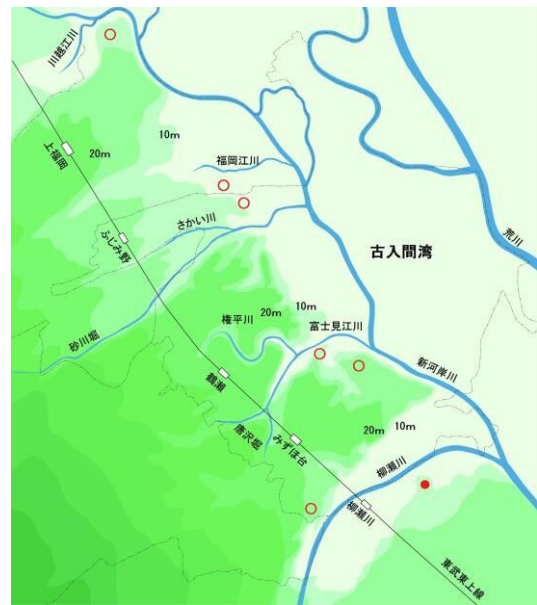 川越江川
10m
20m
上福岡
福岡江川
さかい川
ふじみ野
荒川
古入間湾
20m
10m
権平川
富士見江川
砂川堀
新河岸川
鶴瀬
唐沢堀
みずほ台
20m
10m
柳瀬川
柳瀬川
東武東上線